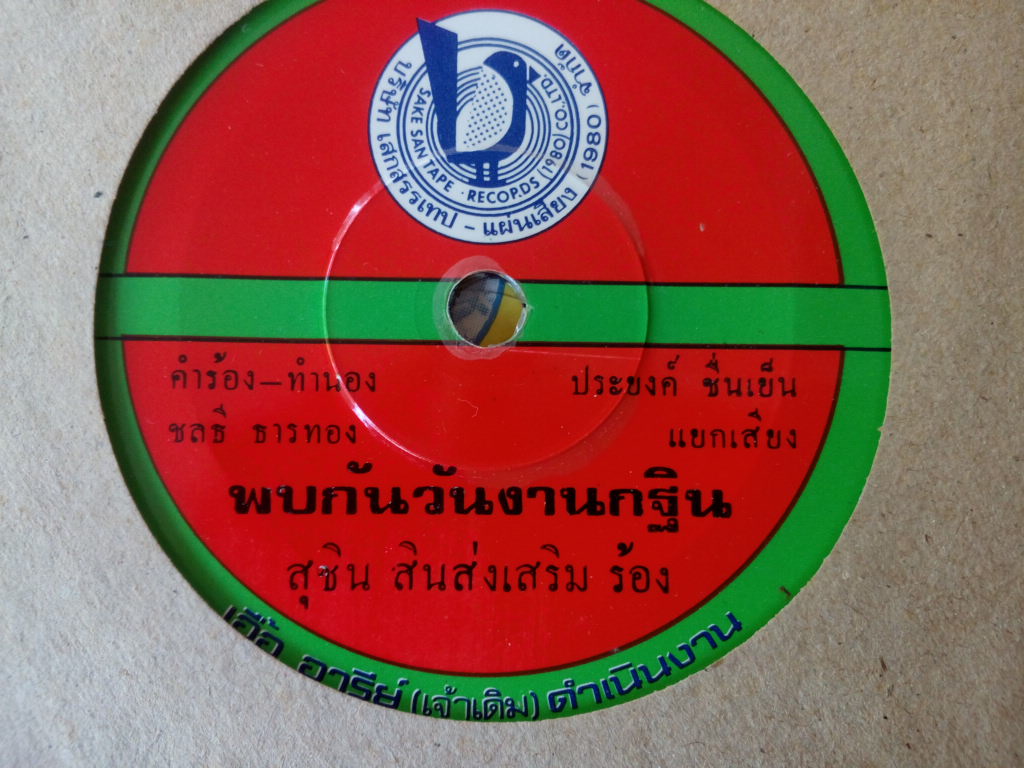 บริษัท เสกสรรเทป - แผ่นเสียง (1980) จำกัด
SAKE SAN TAPE · RECORDS (1980) CO., LTD.
คำร้อง – ทำนอง
ประยงค์ ชื่นเย็น
ชลธี ธารทอง
แยกเสียง
พบกันวันงานกฐิน
สุชิน สินส่งเสริม ร้อง
เอื้อ อารีย์ (เจ้าเดิม) ดำเนินงาน